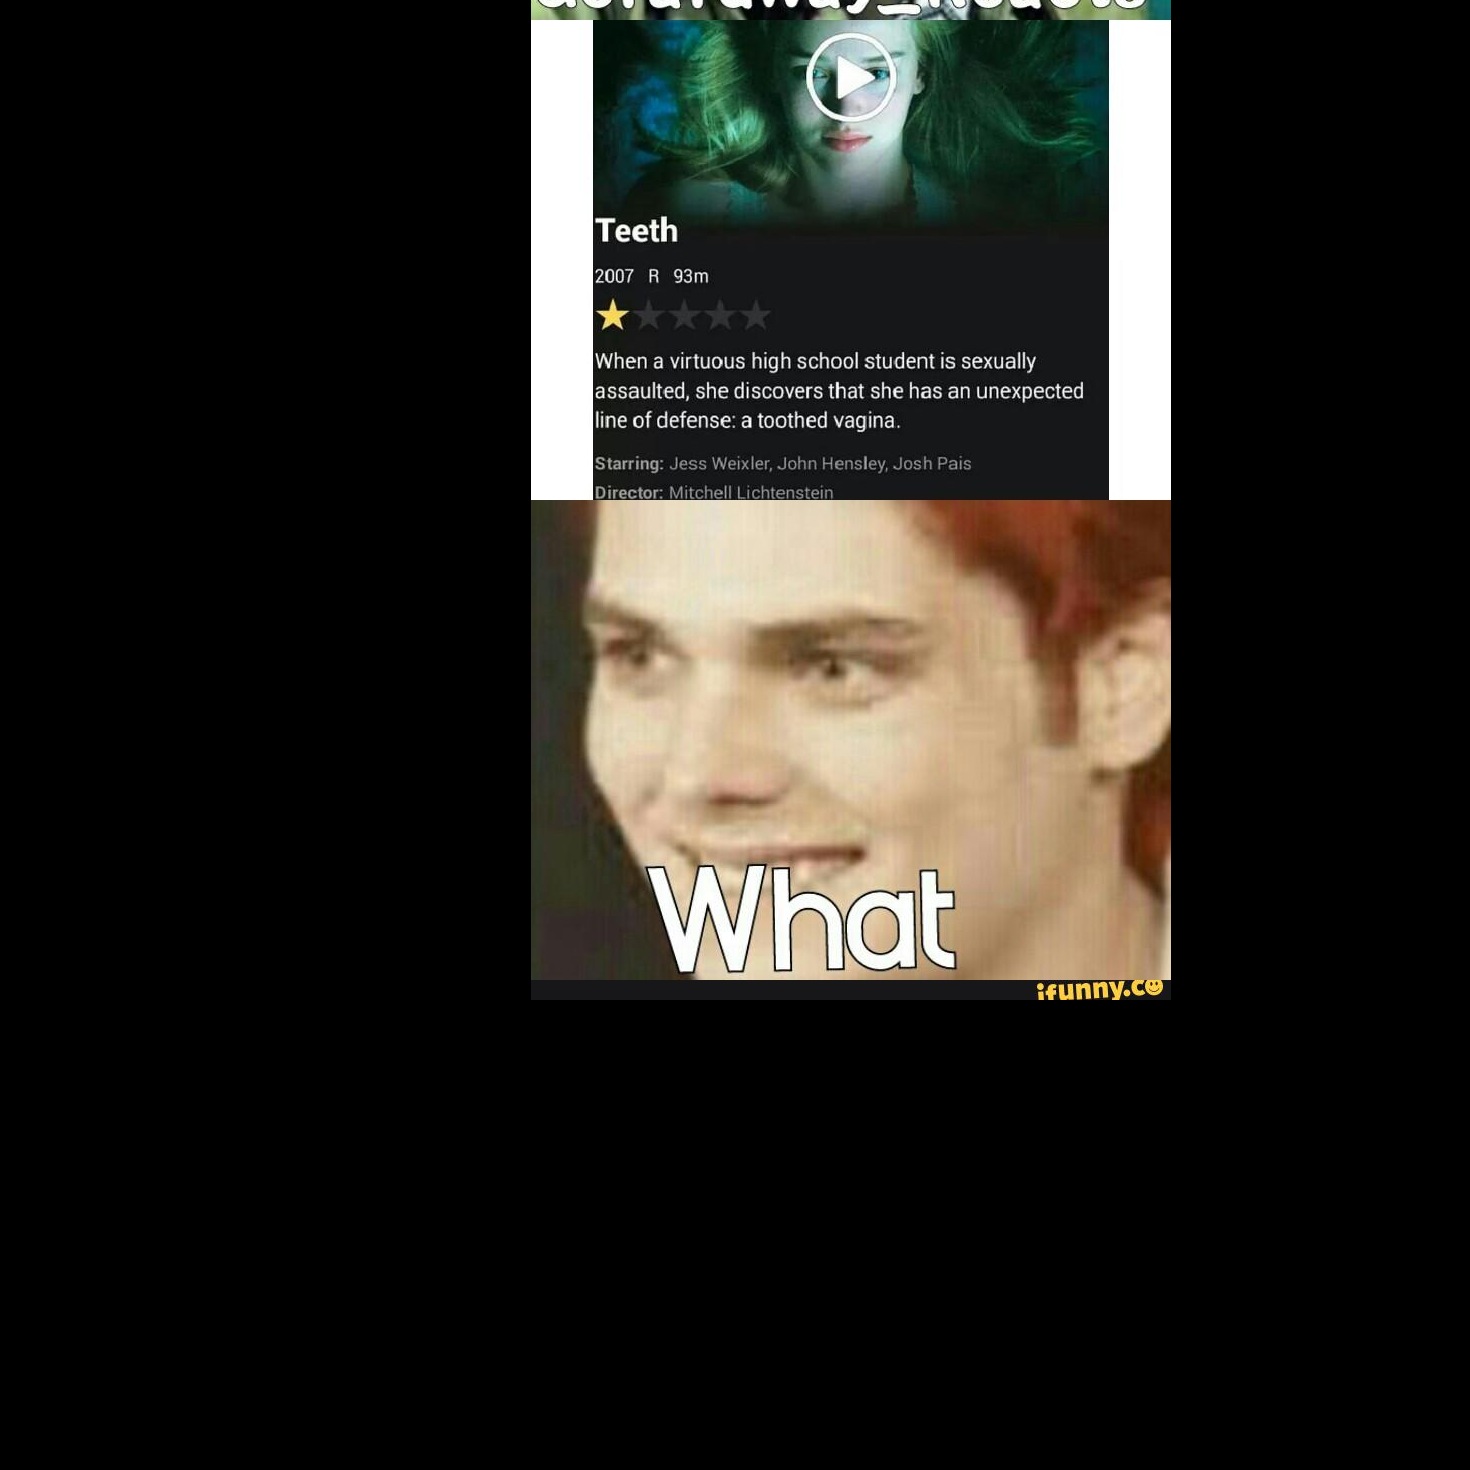 Teeth
2007 R 93m
When a virtuous high school student is sexually
assaulted, she discovers that she has an unexpected
line of defense: a toothed vagina.
Starring: Jess Weixler, John Hensley, Josh Pais
Director: Mitchell Lichtenstein
What
ifunny.co